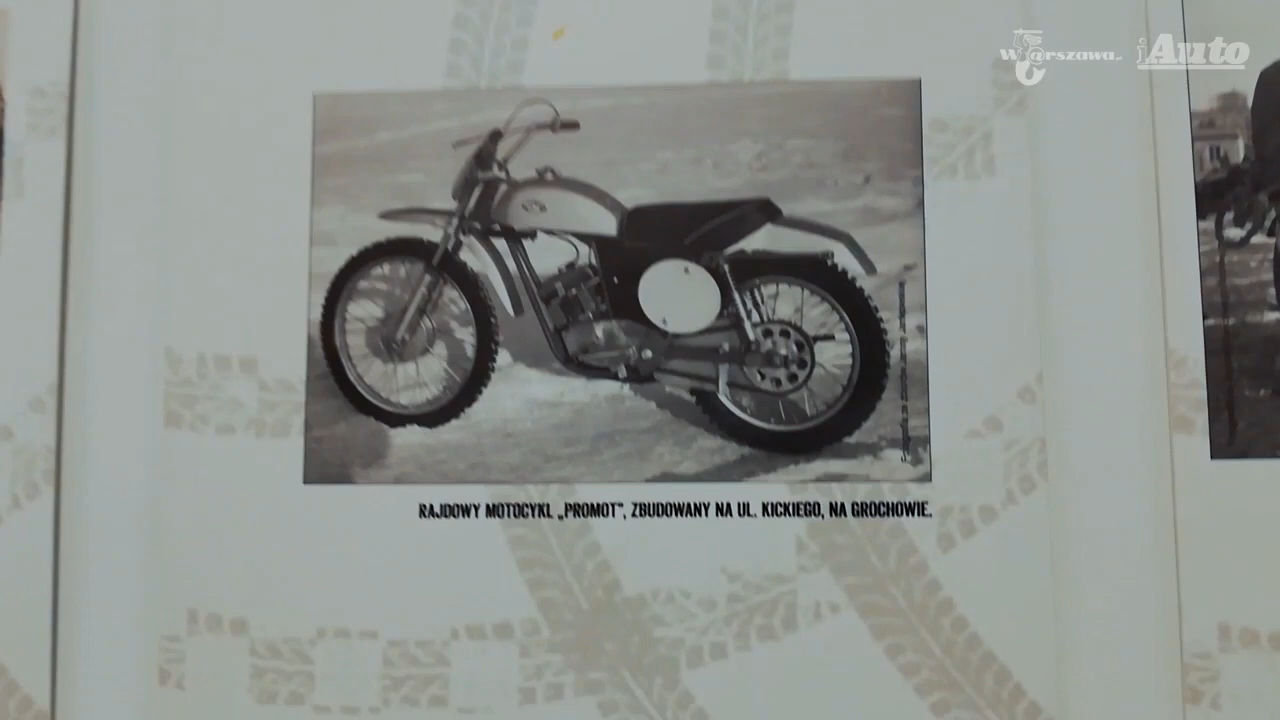 Warszawa. iAuto
RAJDOWY MOTOCYKL „PROMOT”, ZBUDOWANY NA UL. KICKIEGO, NA GROCHOWIE.